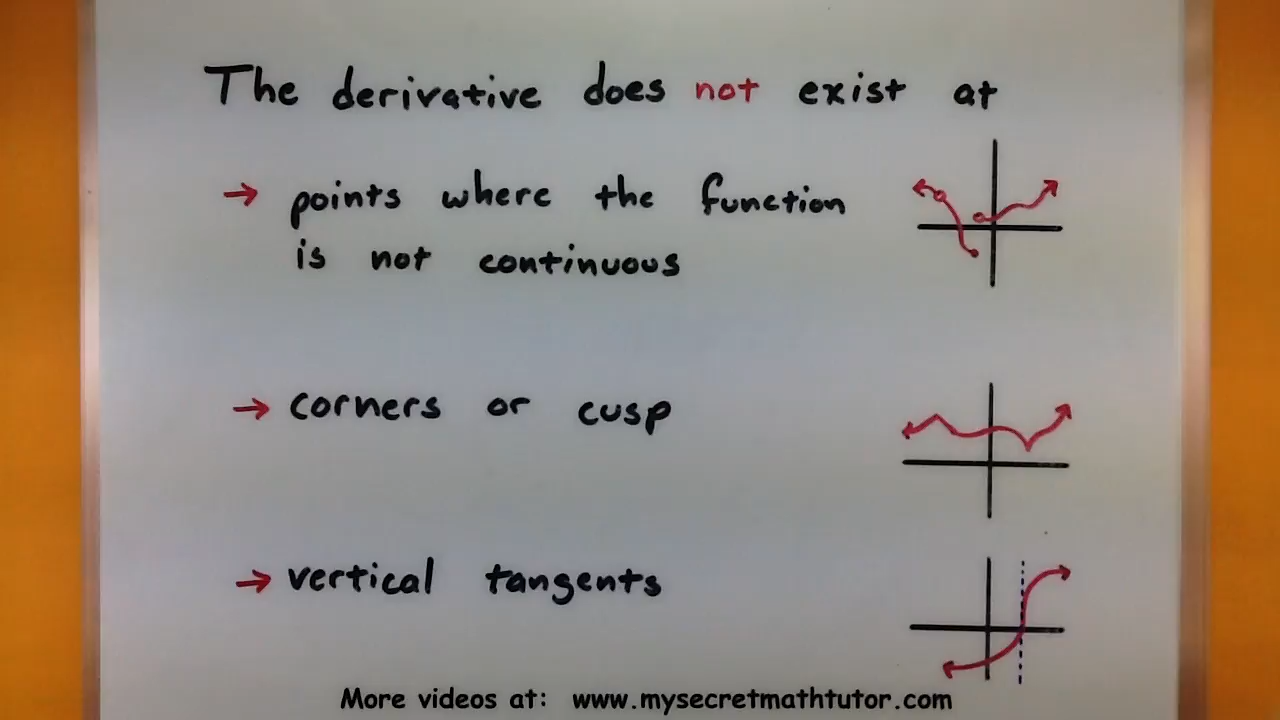 The derivative does not exist at
→ points where the function
is not continuous
→ corners or cusp
→ vertical tangents
More videos at: www.mysecretmathtutor.com